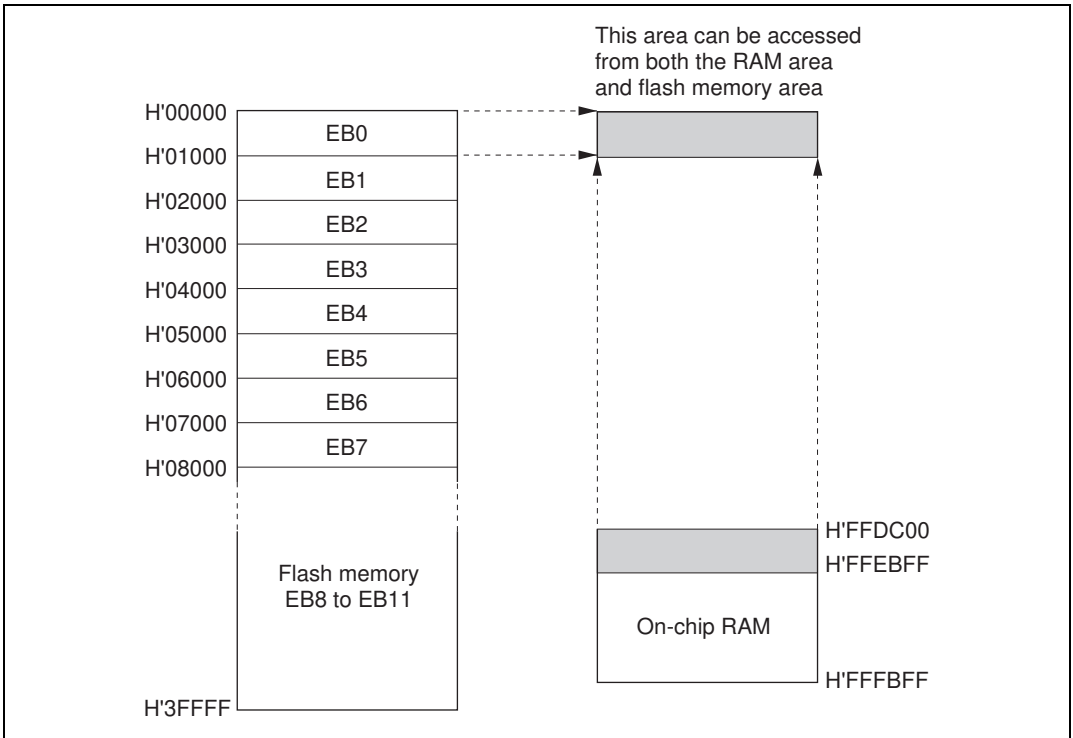 This area can be accessed
from both the RAM area
and flash memory area
H'00000
EB0
H'01000
EB1
H'02000
EB2
H'03000
EB3
H'04000
EB4
H'05000
EB5
H'06000
EB6
H'07000
EB7
H'08000
H'FFDC00
H'FFEBFF
Flash memory
EB8 to EB11
On-chip RAM
H'FFFBFF
H'3FFFF